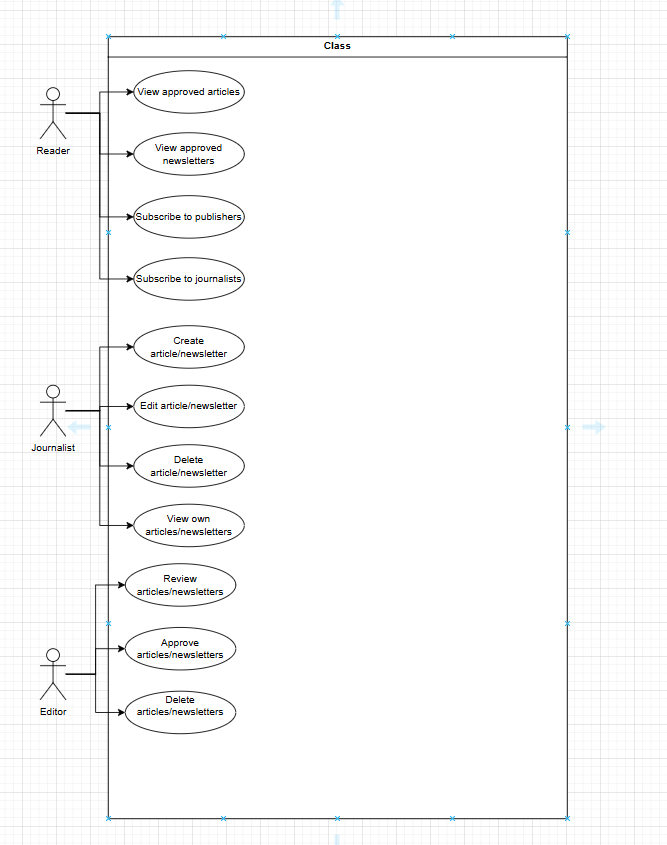 Class
View approved articles
Reader
View approved
newsletters
Subscribe to publishers
Subscribe to journalists
Create
article/newsletter
Edit article/newsletter
Journalist
Delete
article/newsletter
View own
articles/newsletters
Review
articles/newsletters
Approve
articles/newsletters
Editor
Delete
articles/newsletters